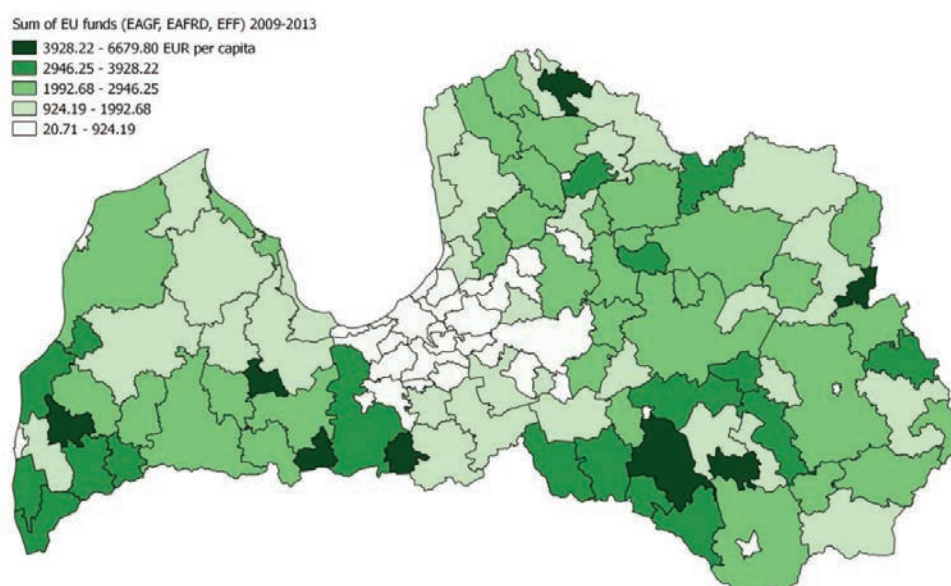 Sum of EU funds (EAGF, EAFRD, EFF) 2009-2013
3928.22 - 6679.80 EUR per capita
2946.25 - 3928.22
1992.68 - 2946.25
924.19 - 1992.68
20.71 - 924.19